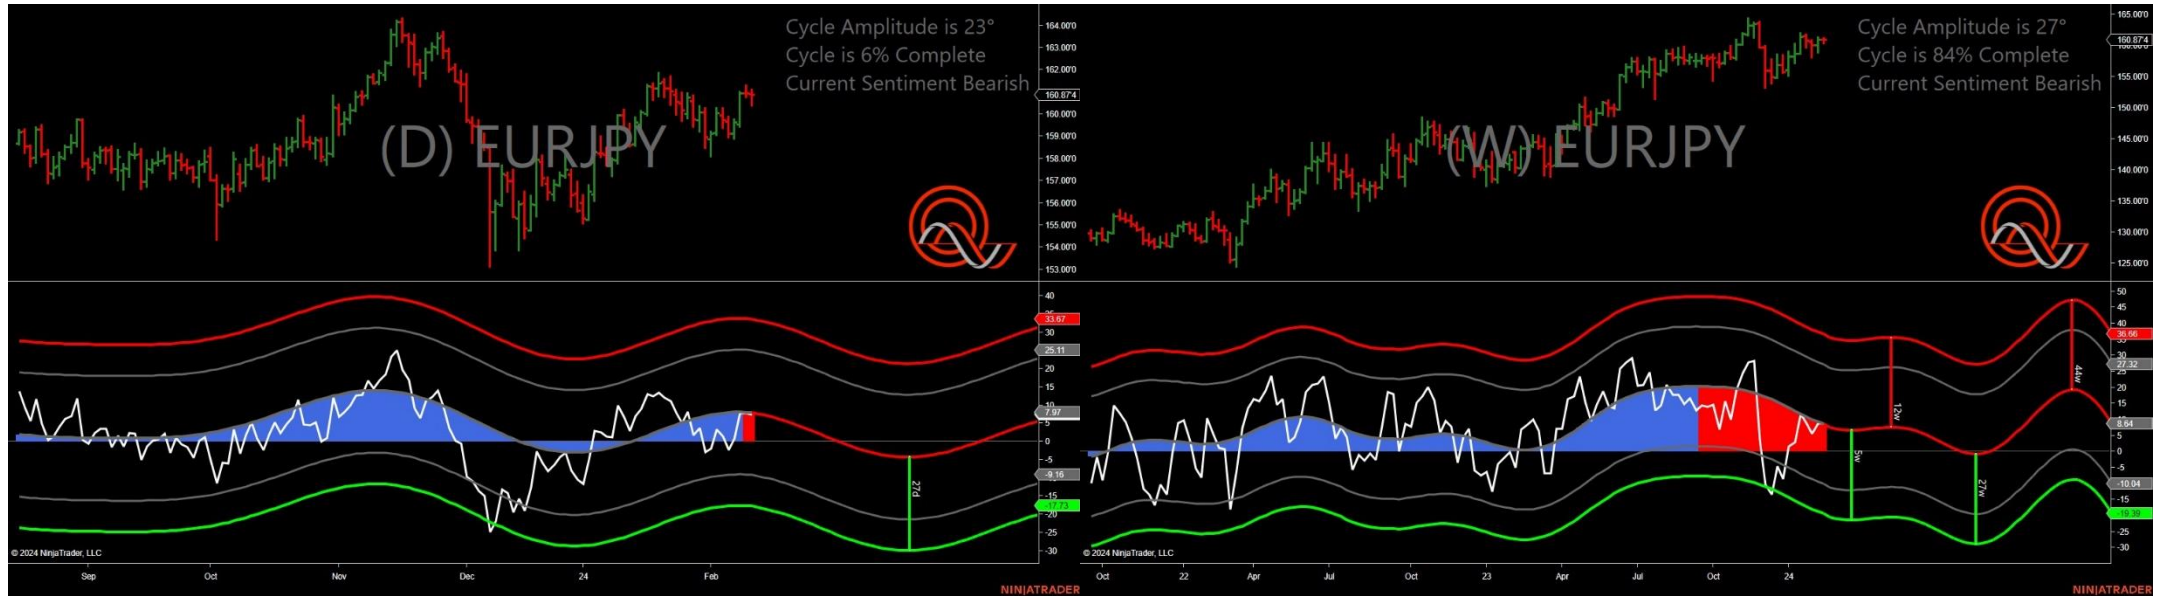 Cycle Amplitude is 23°
Cycle is 6% Complete
Current Sentiment Bearish
(D) EURJPY
164.00'0
163.00'0
162.00'0
160.87'4
160.00'0
159.00'0
158.00'0
157.00'0
156.00'0
155.00'0
154.00'0
153.00'0
40
33.67
30
25.11
20
15
10
7.97
5
0
-5
-9.16
-15
-17.73
-20
-25
-30
27d
© 2024 NinjaTrader, LLC
Sep
Oct
Nov
Dec
24
Feb
NINJATRADER
Cycle Amplitude is 27°
Cycle is 84% Complete
Current Sentiment Bearish
(W) EURJPY
165.00'0
160.87'4
155.00'0
150.00'0
145.00'0
140.00'0
135.00'0
130.00'0
125.00'0
50
45
40
36.66
30
27.32
25
20
15
10
8.64
5
0
-5
-10.04
-15
-19.39
-25
-30
12w
5w
27w
44w
© 2024 NinjaTrader, LLC
Oct
22
Apr
Jul
Oct
23
Apr
Jul
Oct
24
NINJATRADER